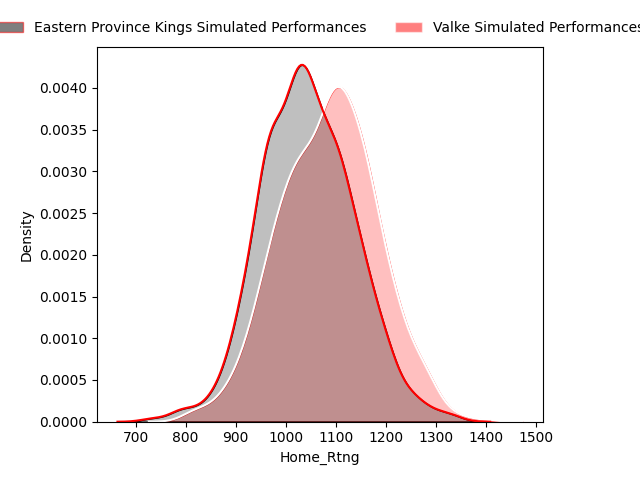 Eastern Province Kings Simulated Performances
Valke Simulated Performances
0.0040
0.0035
0.0030
0.0025
0.0020
0.0015
0.0010
0.0005
0.0000
Density
700 800 900 1000 1100 1200 1300 1400 1500
Home_Rtng